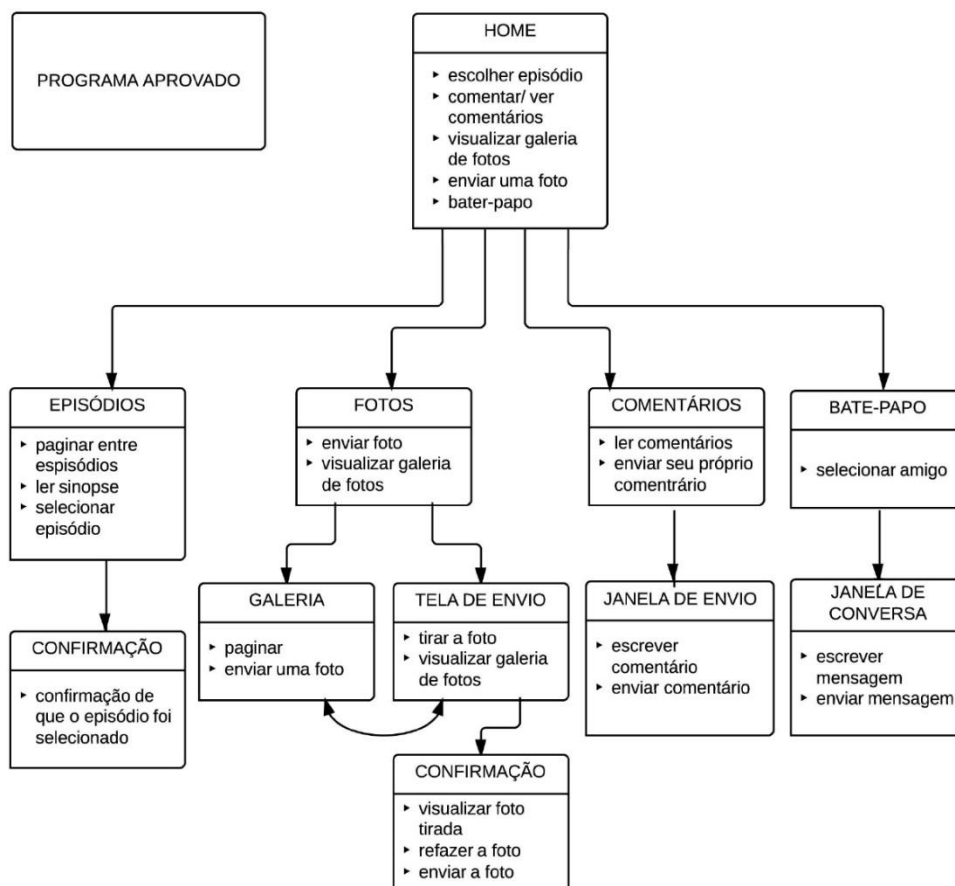 PROGRAMA APROVADO
HOME
▸ escolher episódio
▸ comentar/ ver
comentários
▸ visualizar galeria
de fotos
▸ enviar uma foto
▸ bater-papo
EPISÓDIOS
▸ paginar entre
espisódios
▸ ler sinopse
▸ selecionar
episódio
FOTOS
▸ enviar foto
▸ visualizar galeria
de fotos
COMENTÁRIOS
▸ ler comentários
▸ enviar seu próprio
comentrário
BATE-PAPO
▸ selecionar amigo
CONFIRMAÇÃO
▸ confirmação de
que o episódio foi
selecionado
GALERIA
▸ paginar
▸ enviar uma foto
TELA DE ENVIO
▸ tirar a foto
▸ visualizar galeria
de fotos
JANELA DE ENVIO
▸ escrever
comentário
▸ enviar comentário
JANELA DE
CONVERSA
▸ escrever
mensagem
▸ enviar mensagem
CONFIRMAÇÃO
▸ visualizar foto
tirada
▸ refazer a foto
▸ enviar a foto